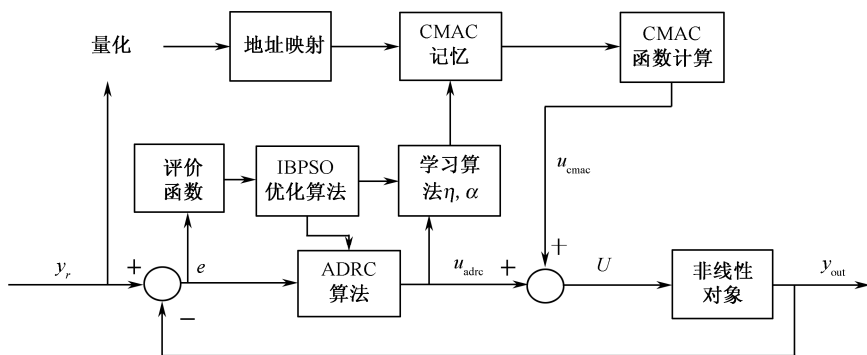 量化
地址映射
CMAC
记忆
CMAC
函数计算
评价
函数
IBPSO
优化算法
学习算
法η, α
u_cmac
y_r
+
−
e
ADRC
算法
u_adrc
+
+
U
非线性
对象
y_out